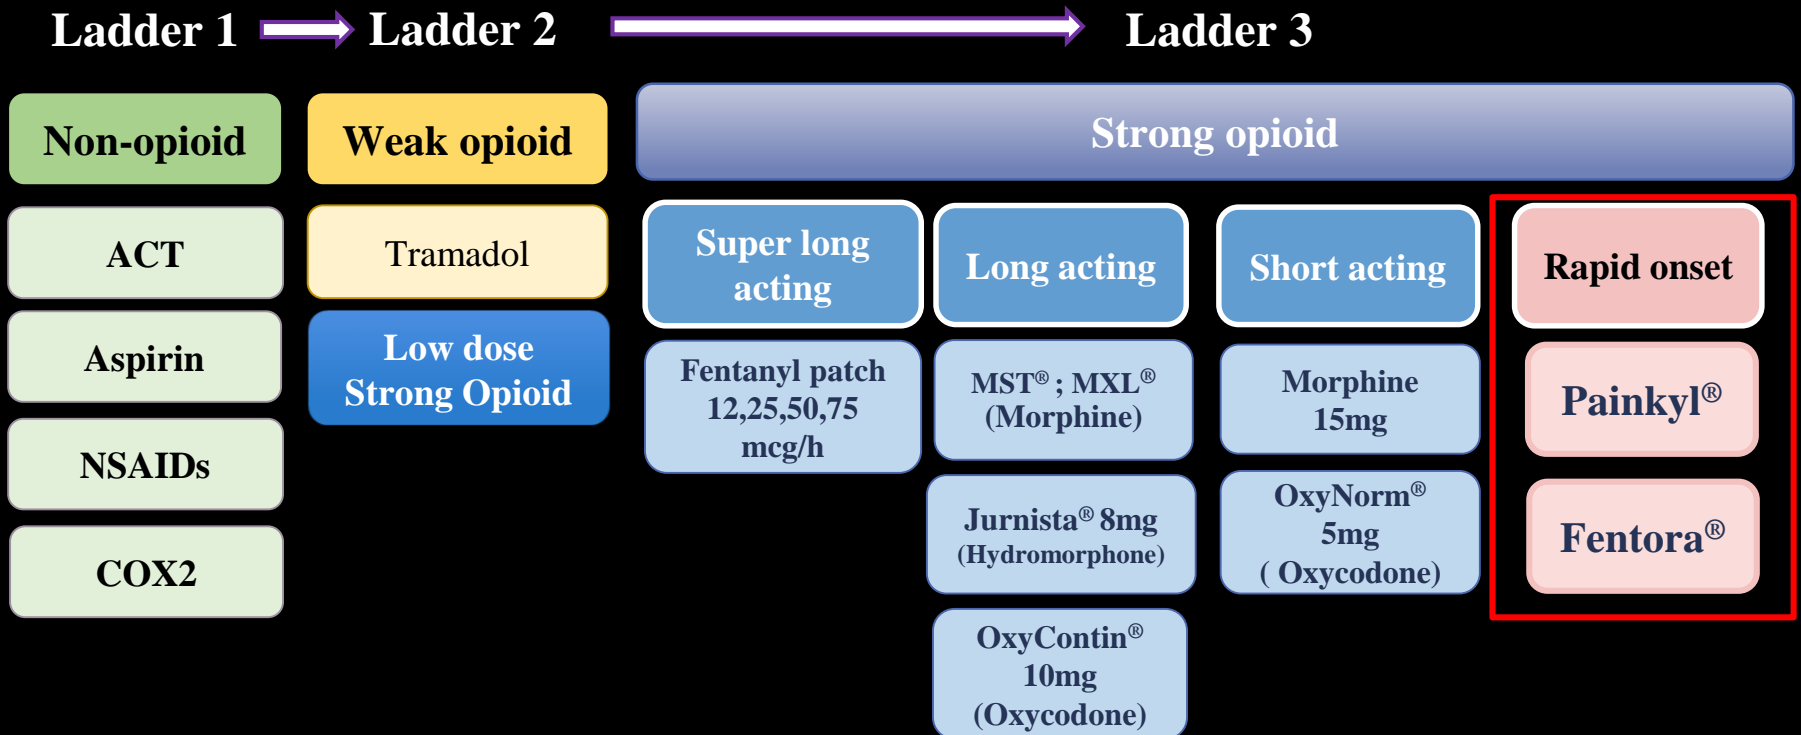 Ladder 1
Ladder 2
Ladder 3
Non-opioid
Weak opioid
Strong opioid
ACT
Aspirin
NSAIDs
COX2
Tramadol
Low dose
Strong Opioid
Super long
acting
Fentanyl patch
12,25,50,75
mcg/h
Long acting
MST® ; MXL®
(Morphine)
Jurnista® 8mg
(Hydromorphone)
OxyContin®
10mg
(Oxycodone)
Short acting
Morphine
15mg
OxyNorm®
5mg
( Oxycodone)
Rapid onset
Painkyl®
Fentora®